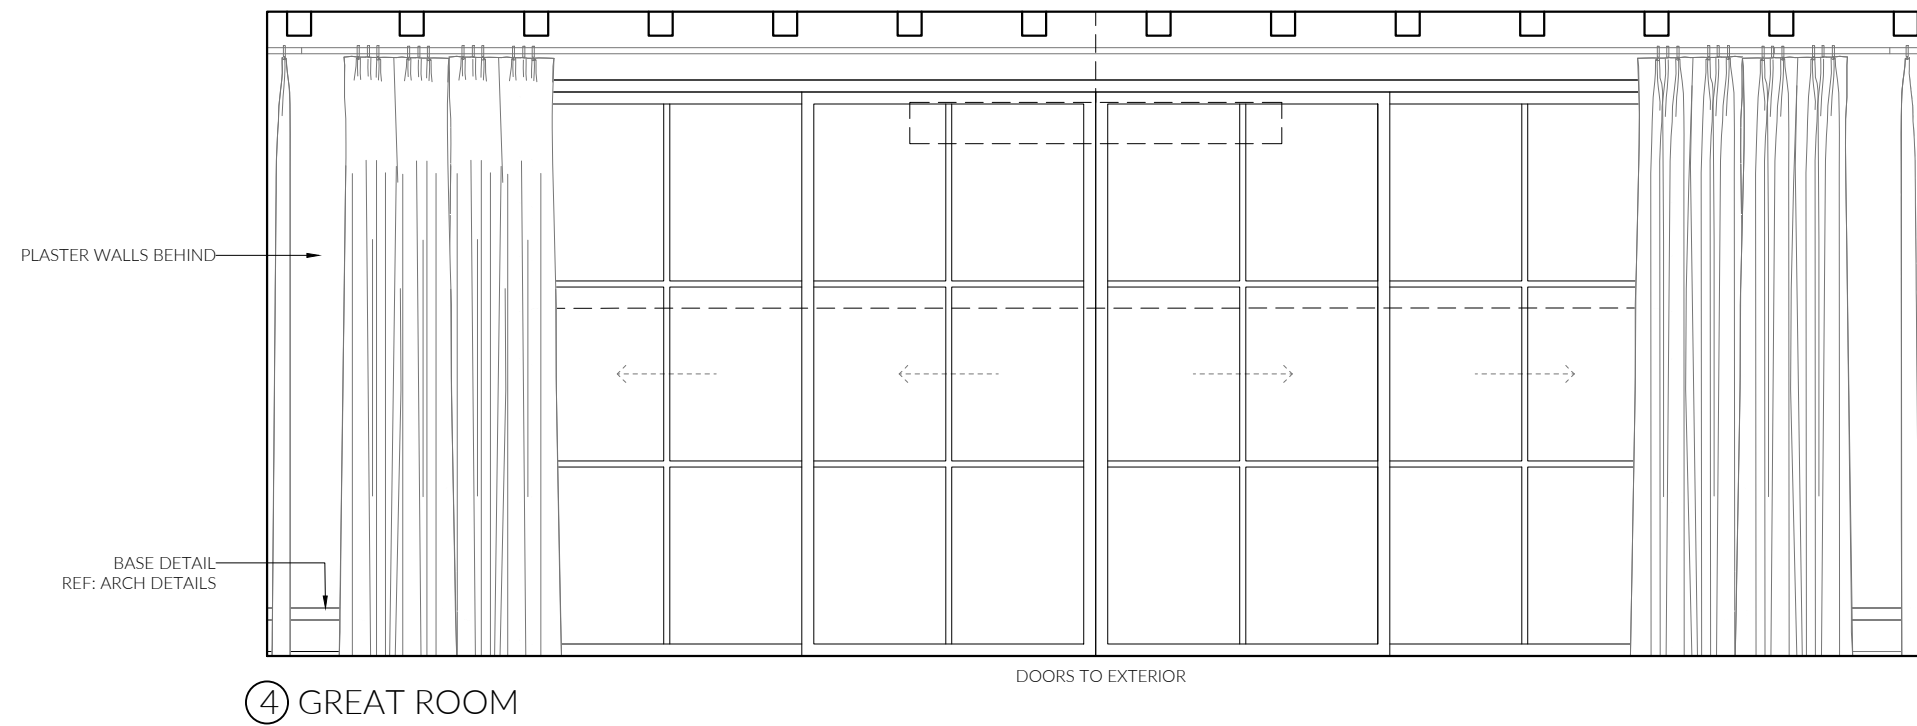 PLASTER WALLS BEHIND
BASE DETAIL
REF: ARCH DETAILS
DOORS TO EXTERIOR
4 GREAT ROOM